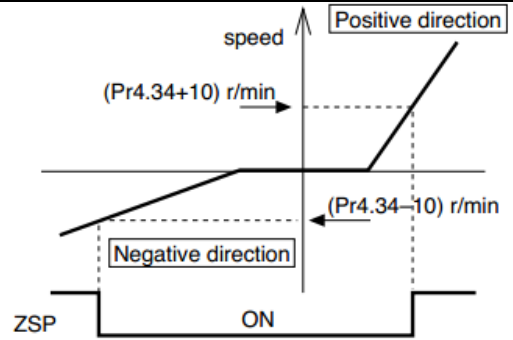 Positive direction
speed
(Pr4.34+10) r/min
(Pr4.34–10) r/min
Negative direction
ZSP
ON